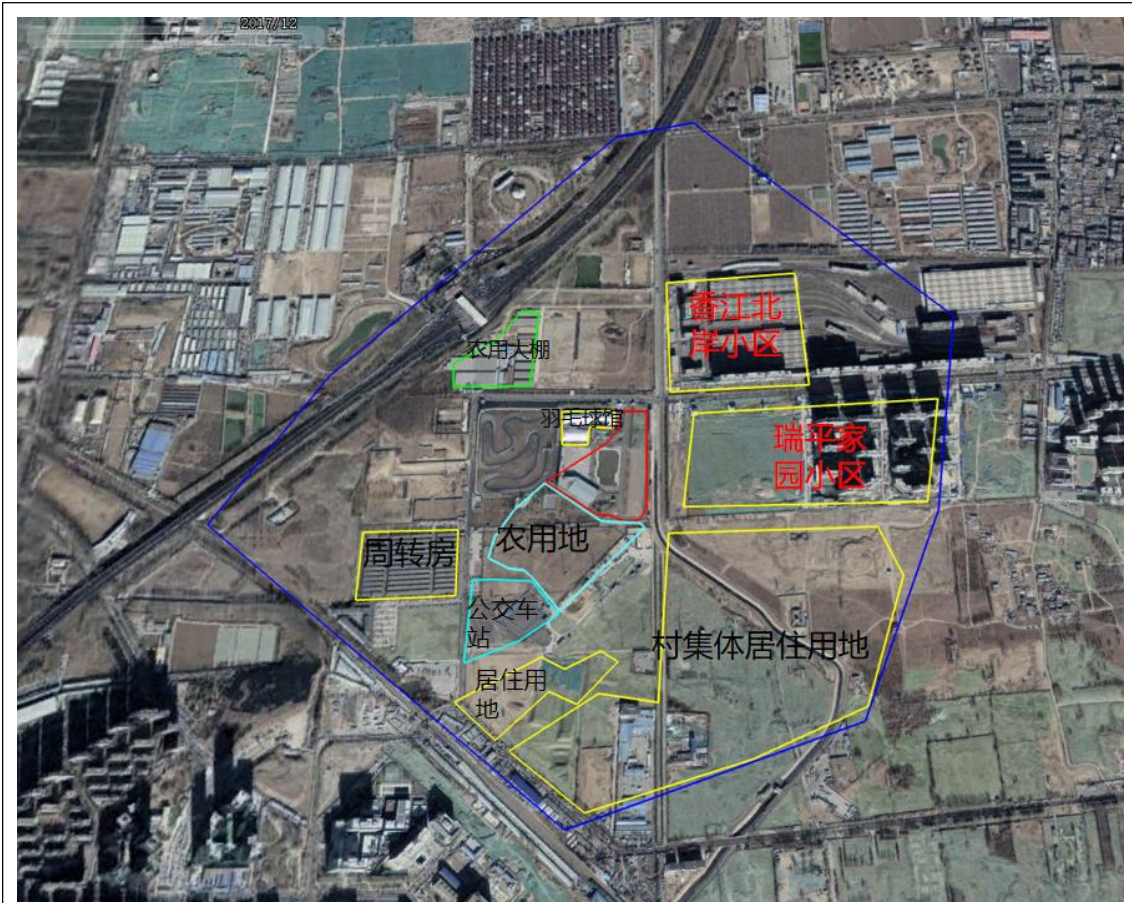 2017/12
香江北
岸小区
农用大棚
羽毛球馆
瑞平家
园小区
周转房
农用地
公交车
站
村集体居住用地
居住用
地